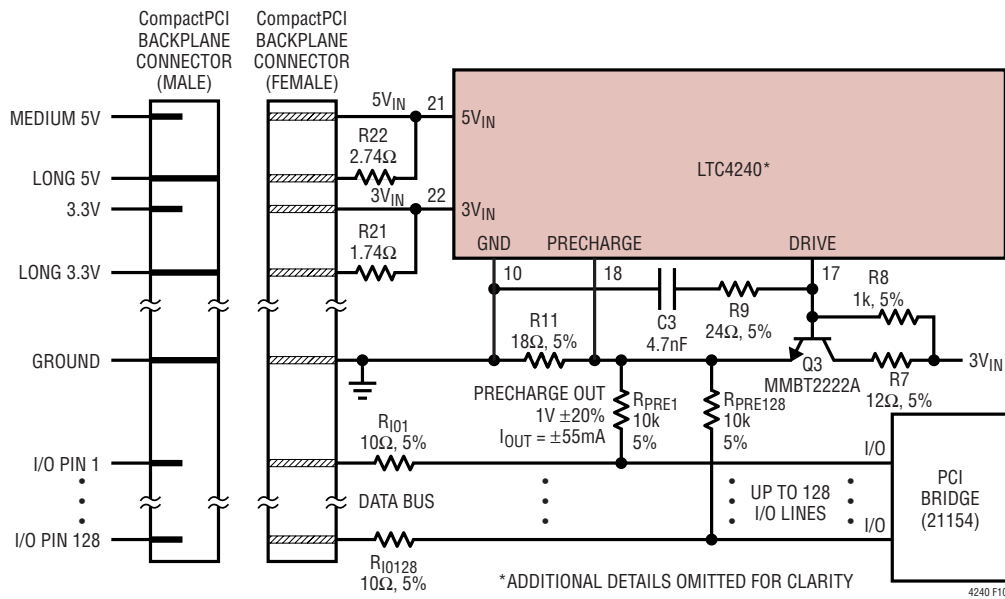 CompactPCI
BACKPLANE
CONNECTOR
(MALE)
CompactPCI
BACKPLANE
CONNECTOR
(FEMALE)
MEDIUM 5V
5VIN
21
5VIN
R22
2.74Ω
LTC4240*
LONG 5V
3.3V
3VIN
22
3VIN
R21
1.74Ω
GND
PRECHARGE
DRIVE
LONG 3.3V
10
18
17
R8
1k, 5%
C3
4.7nF
R9
24Ω, 5%
R11
18Ω, 5%
GROUND
Q3
MMBT2222A
3VIN
R7
12Ω, 5%
PRECHARGE OUT
1V ±20%
IOUT = ±55mA
RPRE1
10k
5%
RPRE128
10k
5%
RIO1
10Ω, 5%
I/O PIN 1
I/O
DATA BUS
UP TO 128
I/O LINES
PCI
BRIDGE
(21154)
I/O PIN 128
I/O
RIO128
10Ω, 5%
*ADDITIONAL DETAILS OMITTED FOR CLARITY